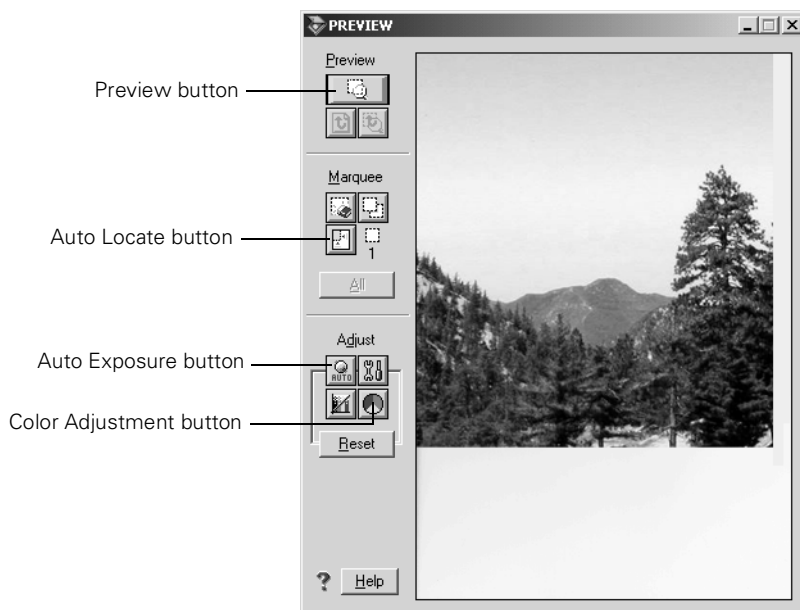 PREVIEW
Preview
Preview button
Marquee
Auto Locate button
1
All
Adjust
Auto Exposure button
AUTO
Color Adjustment button
Reset
? Help